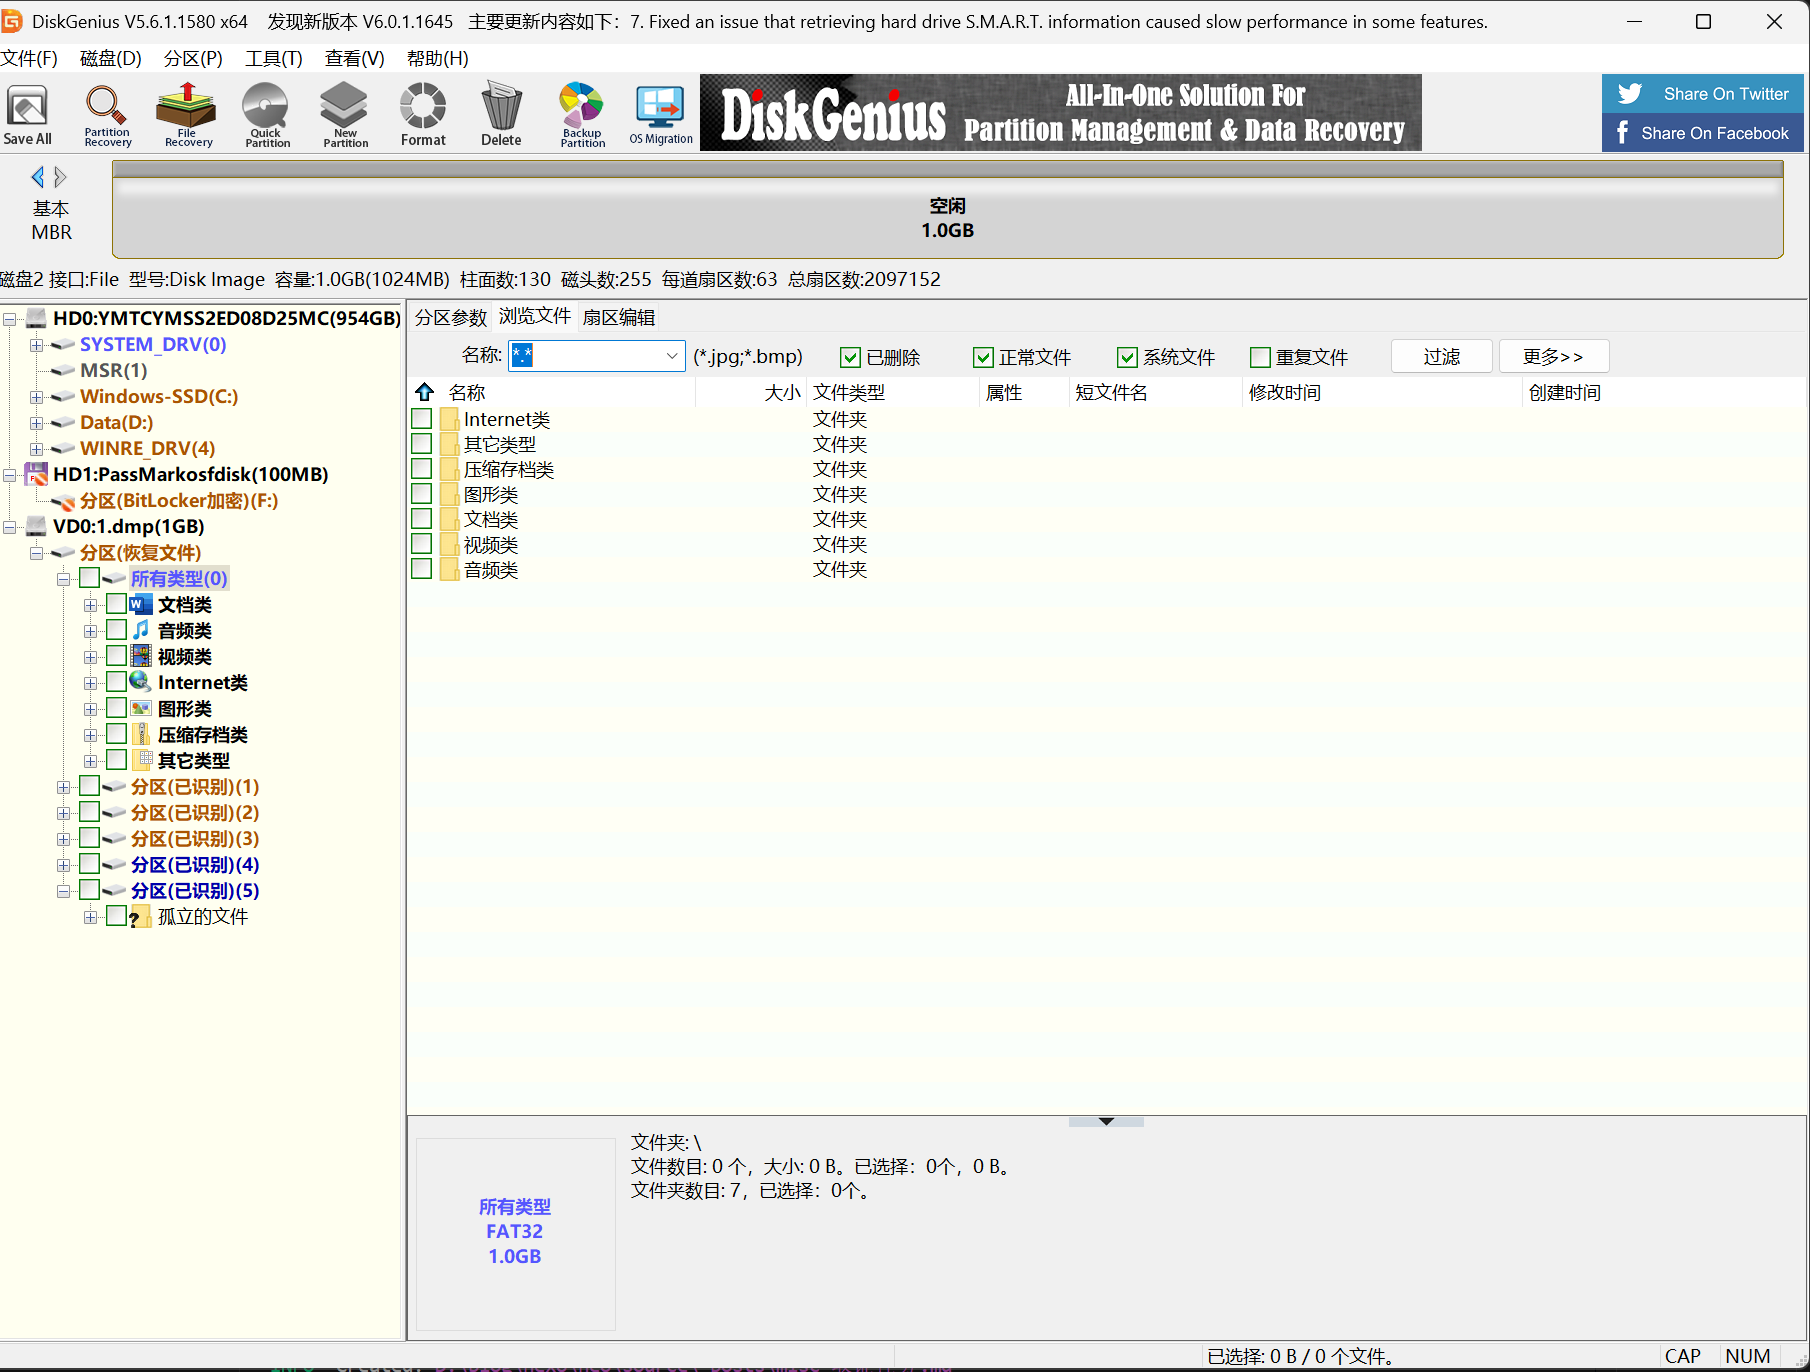 DiskGenius V5.6.1.1580 x64 发现新版本 V6.0.1.1645 主要更新内容如下：7. Fixed an issue that retrieving hard drive S.M.A.R.T. information caused slow performance in some features.
文件(F) 磁盘(D) 分区(P) 工具(T) 查看(V) 帮助(H)
Save All
Partition Recovery
File Recovery
Quick Partition
New Partition
Format
Delete
Backup Partition
OS Migration
DiskGenius
All-In-One Solution For
Partition Management & Data Recovery
Share On Twitter
Share On Facebook
基本
MBR
空闲
1.0GB
磁盘2 接口:File 型号:Disk Image 容量:1.0GB(1024MB) 柱面数:130 磁头数:255 每道扇区数:63 总扇区数:2097152
HD0:YMTCYMSS2ED08D25MC(954GB)
SYSTEM_DRV(0)
MSR(1)
Windows-SSD(C:)
Data(D:)
WINRE_DRV(4)
HD1:PassMarkosfdisk(100MB)
分区(BitLocker加密)(F:)
VD0:1.dmp(1GB)
分区(恢复文件)
所有类型(0)
文档类
音频类
视频类
Internet类
图形类
压缩存档类
其它类型
分区(已识别)(1)
分区(已识别)(2)
分区(已识别)(3)
分区(已识别)(4)
分区(已识别)(5)
孤立的文件
分区参数 浏览文件 扇区编辑
名称: *.* (*.jpg;*.bmp) 已删除 正常文件 系统文件 重复文件 过滤 更多>>
名称 大小 文件类型 属性 短文件名 修改时间 创建时间
Internet类 文件夹
其它类型 文件夹
压缩存档类 文件夹
图形类 文件夹
文档类 文件夹
视频类 文件夹
音频类 文件夹
所有类型
FAT32
1.0GB
文件夹: \
文件数目: 0 个，大小: 0 B。已选择：0个，0 B。
文件夹数目: 7，已选择：0个。
已选择: 0 B / 0 个文件。 CAP NUM